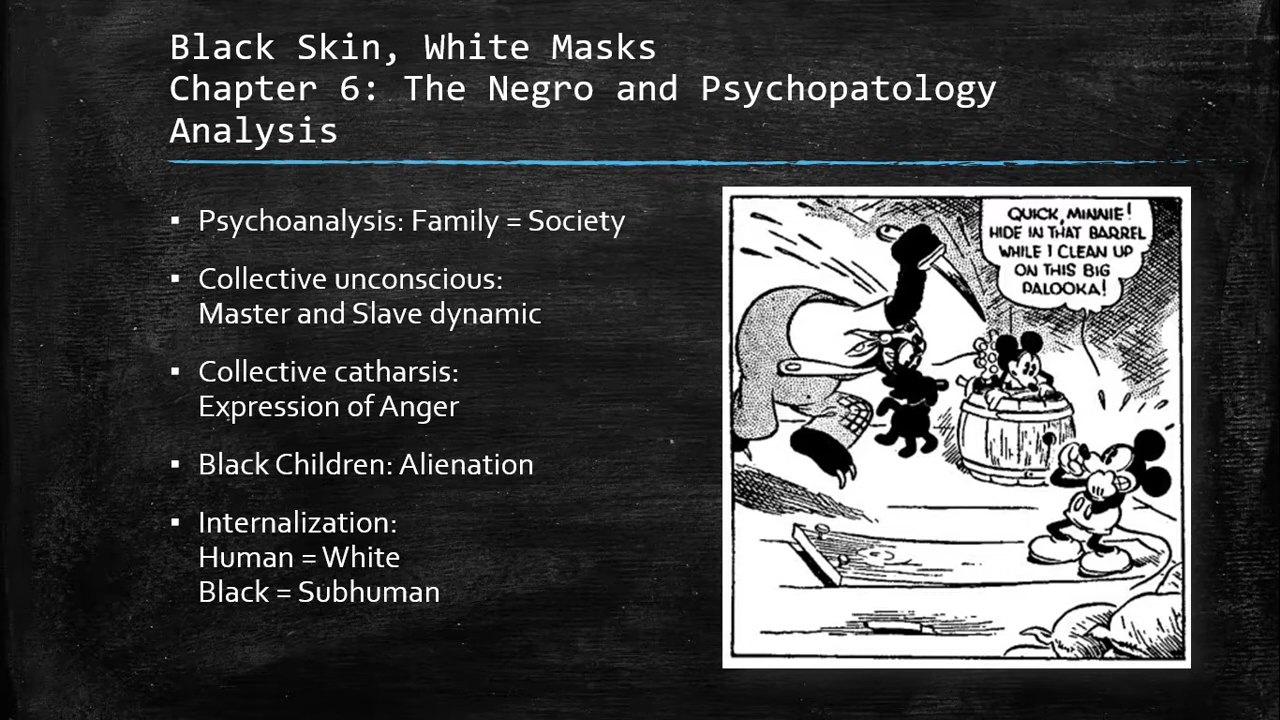 Black Skin, White Masks
Chapter 6: The Negro and Psychopatology
Analysis
▪ Psychoanalysis: Family = Society
▪ Collective unconscious:
Master and Slave dynamic
▪ Collective catharsis:
Expression of Anger
▪ Black Children: Alienation
▪ Internalization:
Human = White
Black = Subhuman
QUICK, MINNIE!
HIDE IN THAT BARREL
WHILE I CLEAN UP
ON THIS BIG
PALOOKA!